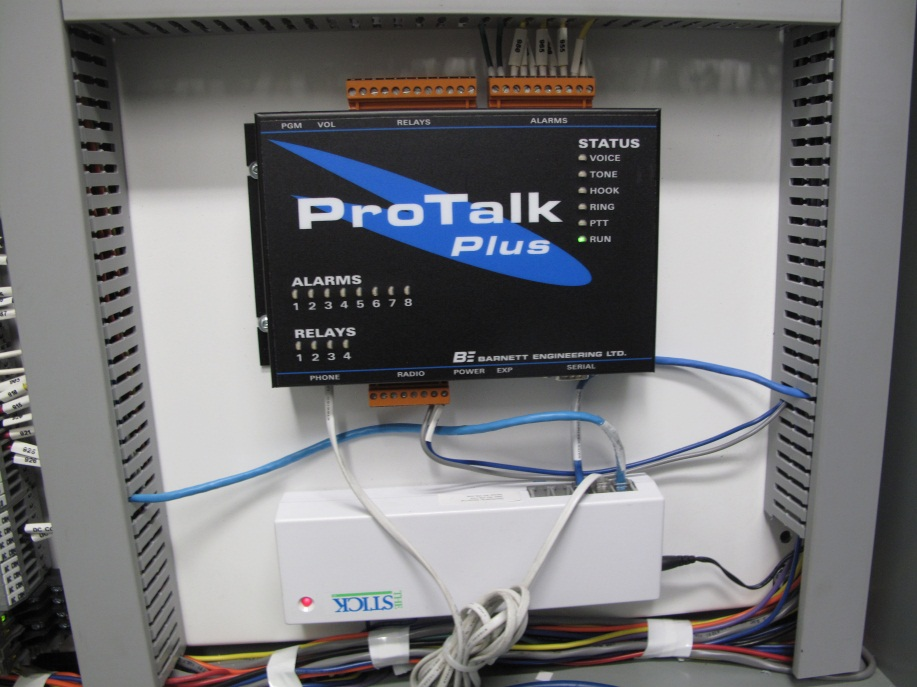 PGM VOL RELAYS ALARMS
STATUS
VOICE
TONE
HOOK
RING
PTT
RUN
ProTalk
Plus
ALARMS
1 2 3 4 5 6 7 8
RELAYS
1 2 3 4
BE BARNETT ENGINEERING LTD.
PHONE RADIO POWER EXP SERIAL
THE
STICK